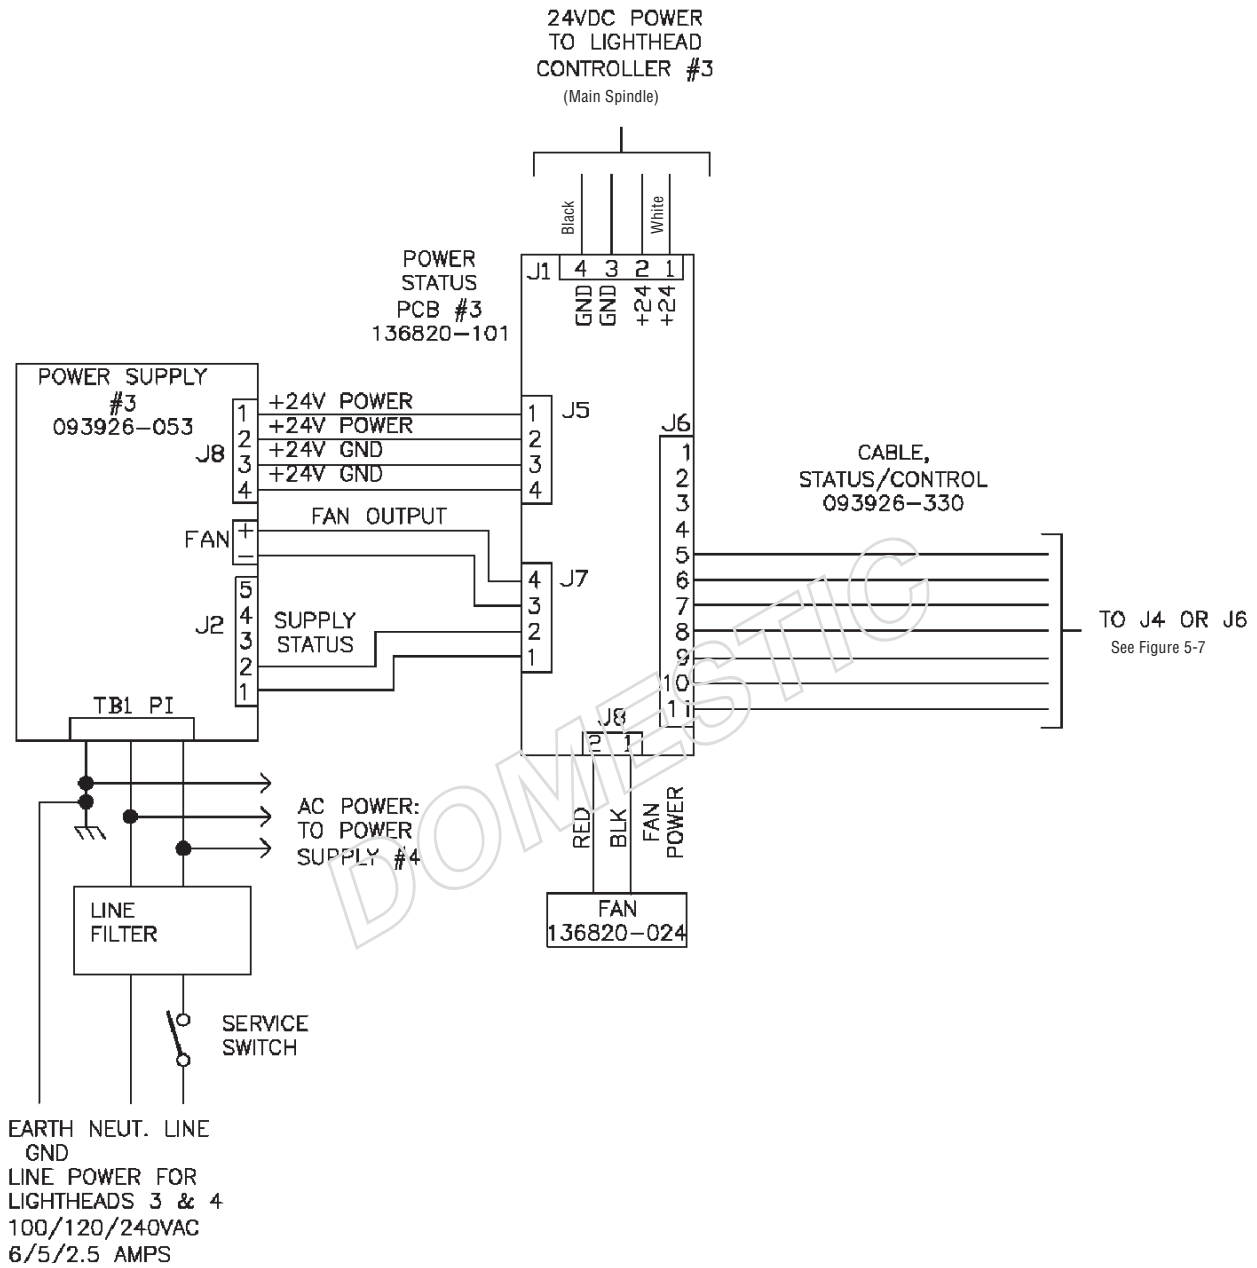 24VDC POWER
TO LIGHTHEAD
CONTROLLER #3
(Main Spindle)
Black
White
POWER
STATUS
PCB #3
136820-101
J1
4 3 2 1
GND
GND
+24
+24
POWER SUPPLY
#3
093926-053
J8
1
2
3
4
+24V POWER
+24V POWER
+24V GND
+24V GND
1
2
3
4
J5
FAN
+
-
FAN OUTPUT
J2
5
4
3
2
1
SUPPLY
STATUS
4
3
2
1
J7
J6
1
2
3
4
5
6
7
8
9
10
11
CABLE,
STATUS/CONTROL
093926-330
TO J4 OR J6
See Figure 5-7
TB1 PI
J8
2 1
RED
BLK
FAN
POWER
FAN
136820-024
AC POWER:
TO POWER
SUPPLY #4
LINE
FILTER
SERVICE
SWITCH
EARTH NEUT. LINE
GND
LINE POWER FOR
LIGHTHEADS 3 & 4
100/120/240VAC
6/5/2.5 AMPS
DOMESTIC